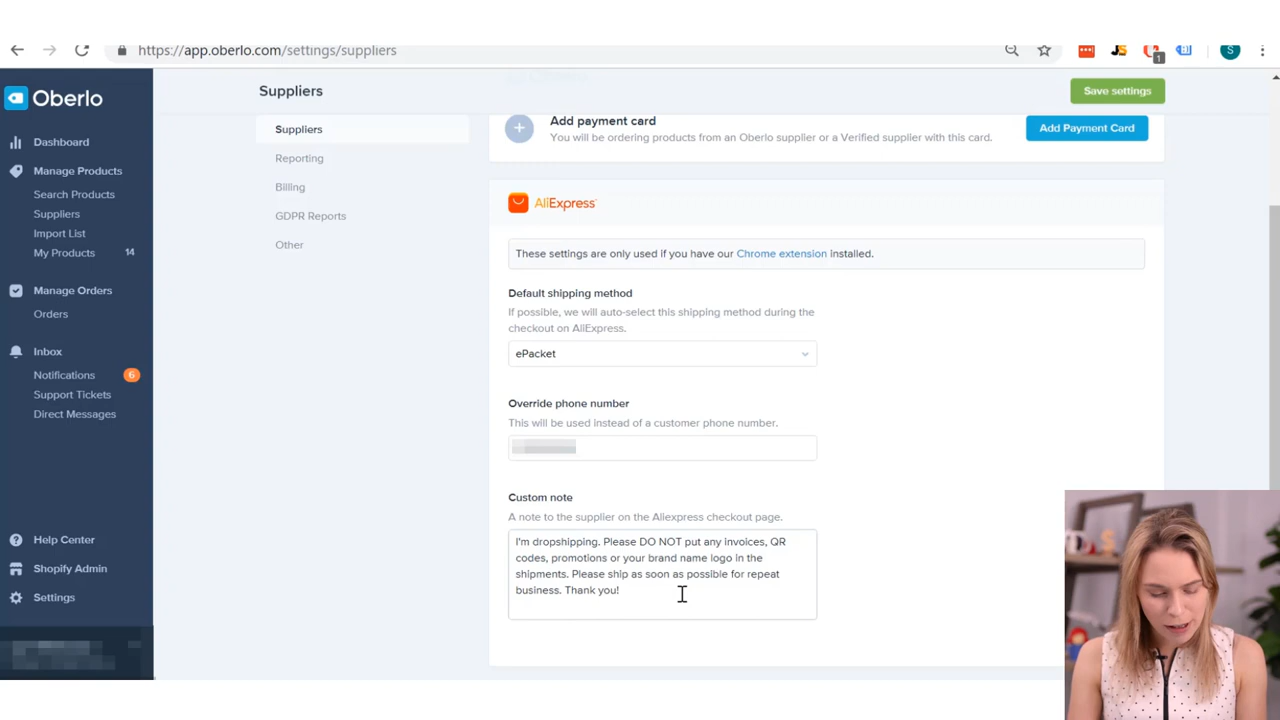 https://app.oberlo.com/settings/suppliers
1
S
Oberlo
Suppliers
Save settings
Dashboard
Manage Products
Search Products
Suppliers
Import List
My Products 14
Manage Orders
Orders
Inbox
Notifications 6
Support Tickets
Direct Messages
Help Center
Shopify Admin
Settings
Suppliers
Reporting
Billing
GDPR Reports
Other
Add payment card
You will be ordering products from an Oberlo supplier or a Verified supplier with this card.
Add Payment Card
AliExpress
These settings are only used if you have our Chrome extension installed.
Default shipping method
If possible, we will auto-select this shipping method during the
checkout on AliExpress.
ePacket
Override phone number
This will be used instead of a customer phone number.
Custom note
A note to the supplier on the Aliexpress checkout page.
I'm dropshipping. Please DO NOT put any invoices, QR
codes, promotions or your brand name logo in the
shipments. Please ship as soon as possible for repeat
business. Thank you!